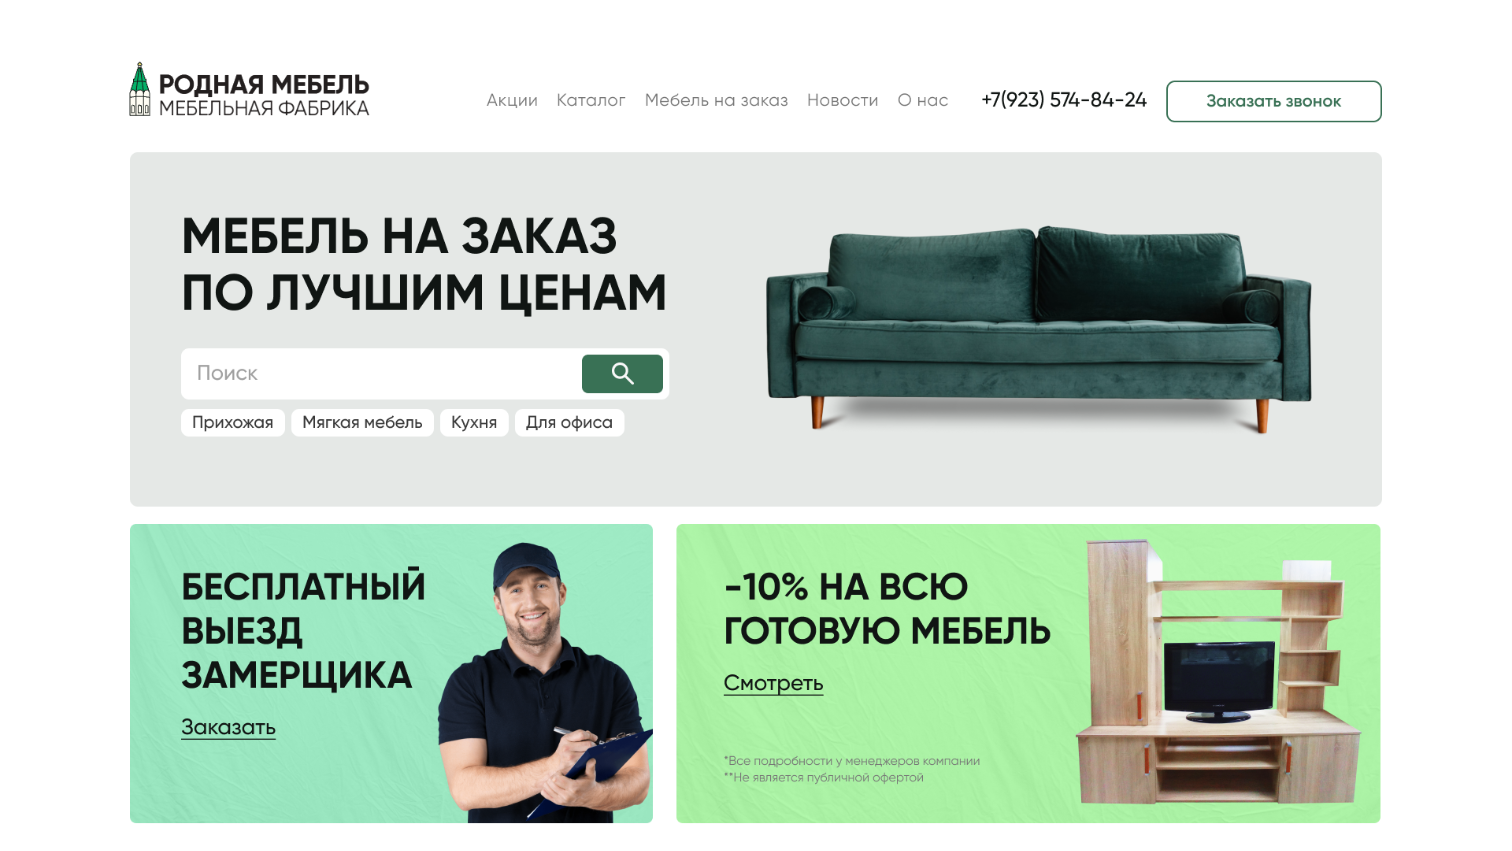 РОДНАЯ МЕБЕЛЬ
МЕБЕЛЬНАЯ ФАБРИКА
Акции Каталог Мебель на заказ Новости О нас +7(923) 574-84-24 Заказать звонок
МЕБЕЛЬ НА ЗАКАЗ
ПО ЛУЧШИМ ЦЕНАМ
Поиск
Прихожая Мягкая мебель Кухня Для офиса
БЕСПЛАТНЫЙ
ВЫЕЗД
ЗАМЕРЩИКА
Заказать
-10% НА ВСЮ
ГОТОВУЮ МЕБЕЛЬ
Смотреть
*Все подробности у менеджеров компании
**Не является публичной офертой